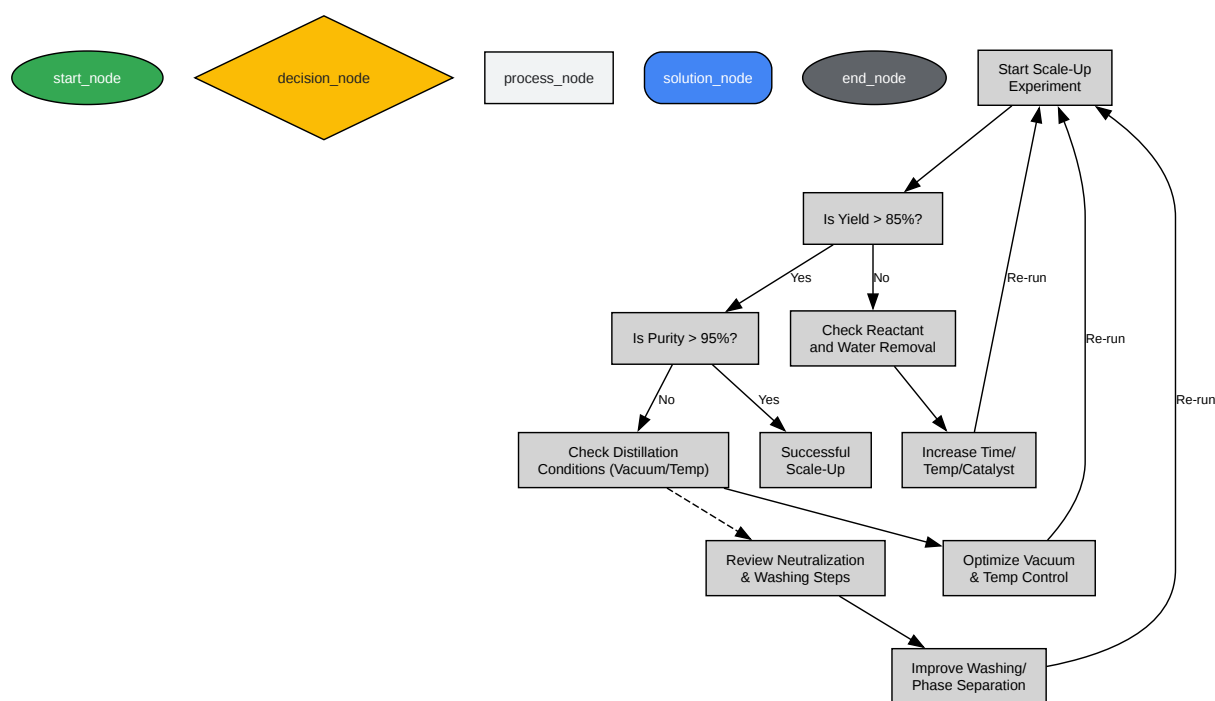 start_node
decision_node
process_node
solution_node
end_node
Start Scale-Up
Experiment
Is Yield > 85%?
Yes
No
Re-run
Is Purity > 95%?
Check Reactant
and Water Removal
Re-run
No
Yes
Re-run
Check Distillation
Conditions (Vacuum/Temp)
Successful
Scale-Up
Increase Time/
Temp/Catalyst
Review Neutralization
& Washing Steps
Optimize Vacuum
& Temp Control
Improve Washing/
Phase Separation